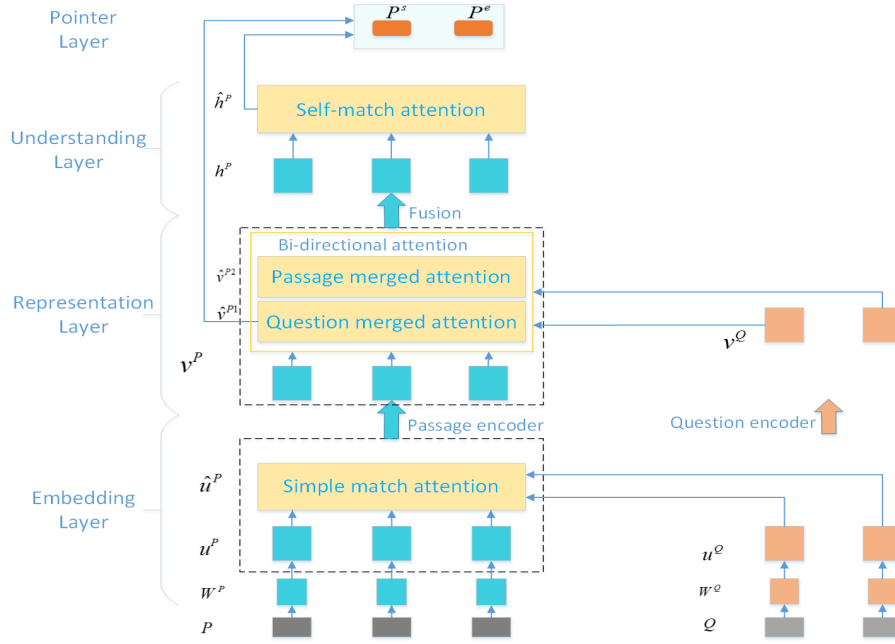 Pointer
Layer
P^s P^e
ĥ^P
Self-match attention
Understanding
Layer
h^P
Fusion
Bi-directional attention
v̂^{P2}
Passage merged attention
Representation
Layer
v̂^{P1}
Question merged attention
v^Q
v^P
Passage encoder
Question encoder
û^P
Simple match attention
Embedding
Layer
u^P
u^Q
W^P
W^Q
P
Q